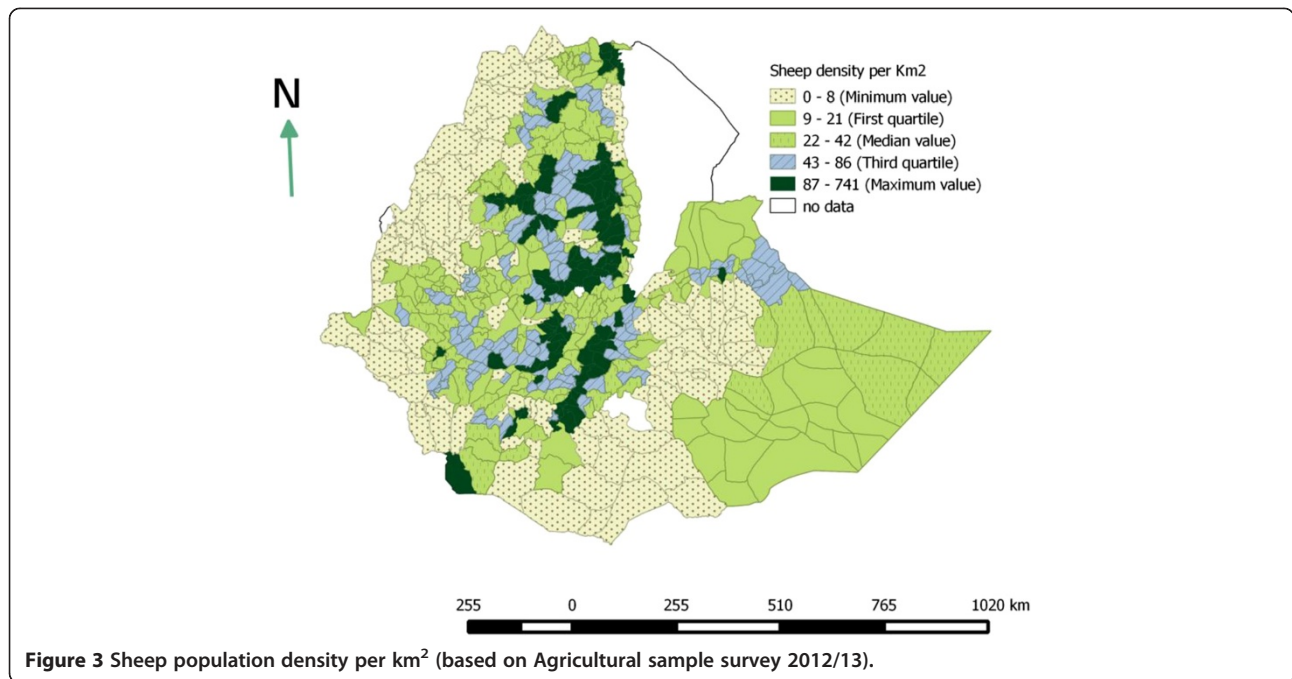 N
Sheep density per Km2
0 - 8 (Minimum value)
9 - 21 (First quartile)
22 - 42 (Median value)
43 - 86 (Third quartile)
87 - 741 (Maximum value)
no data
255 0 255 510 765 1020 km
Figure 3 Sheep population density per km² (based on Agricultural sample survey 2012/13).